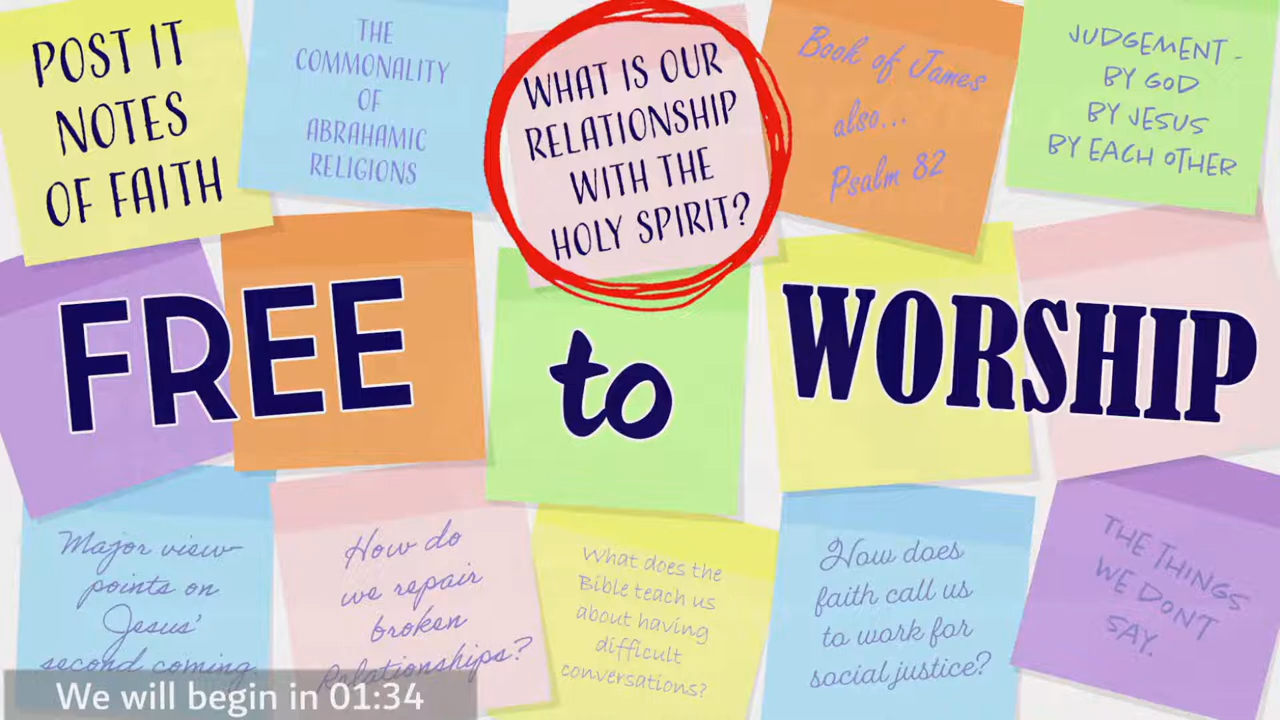 POST IT
NOTES
OF FAITH
THE
COMMONALITY
OF
ABRAHAMIC
RELIGIONS
WHAT IS OUR
RELATIONSHIP
WITH THE
HOLY SPIRIT?
Book of James
also...
Psalm 82
JUDGEMENT -
BY GOD
BY JESUS
BY EACH OTHER
FREE to WORSHIP
Major view
points on
Jesus'
second coming.
How do
we repair
broken
Relationships?
What does the
Bible teach us
about having
difficult
conversations?
How does
faith call us
to work for
social justice?
THE THINGS
WE DON'T
SAY.
We will begin in 01:34